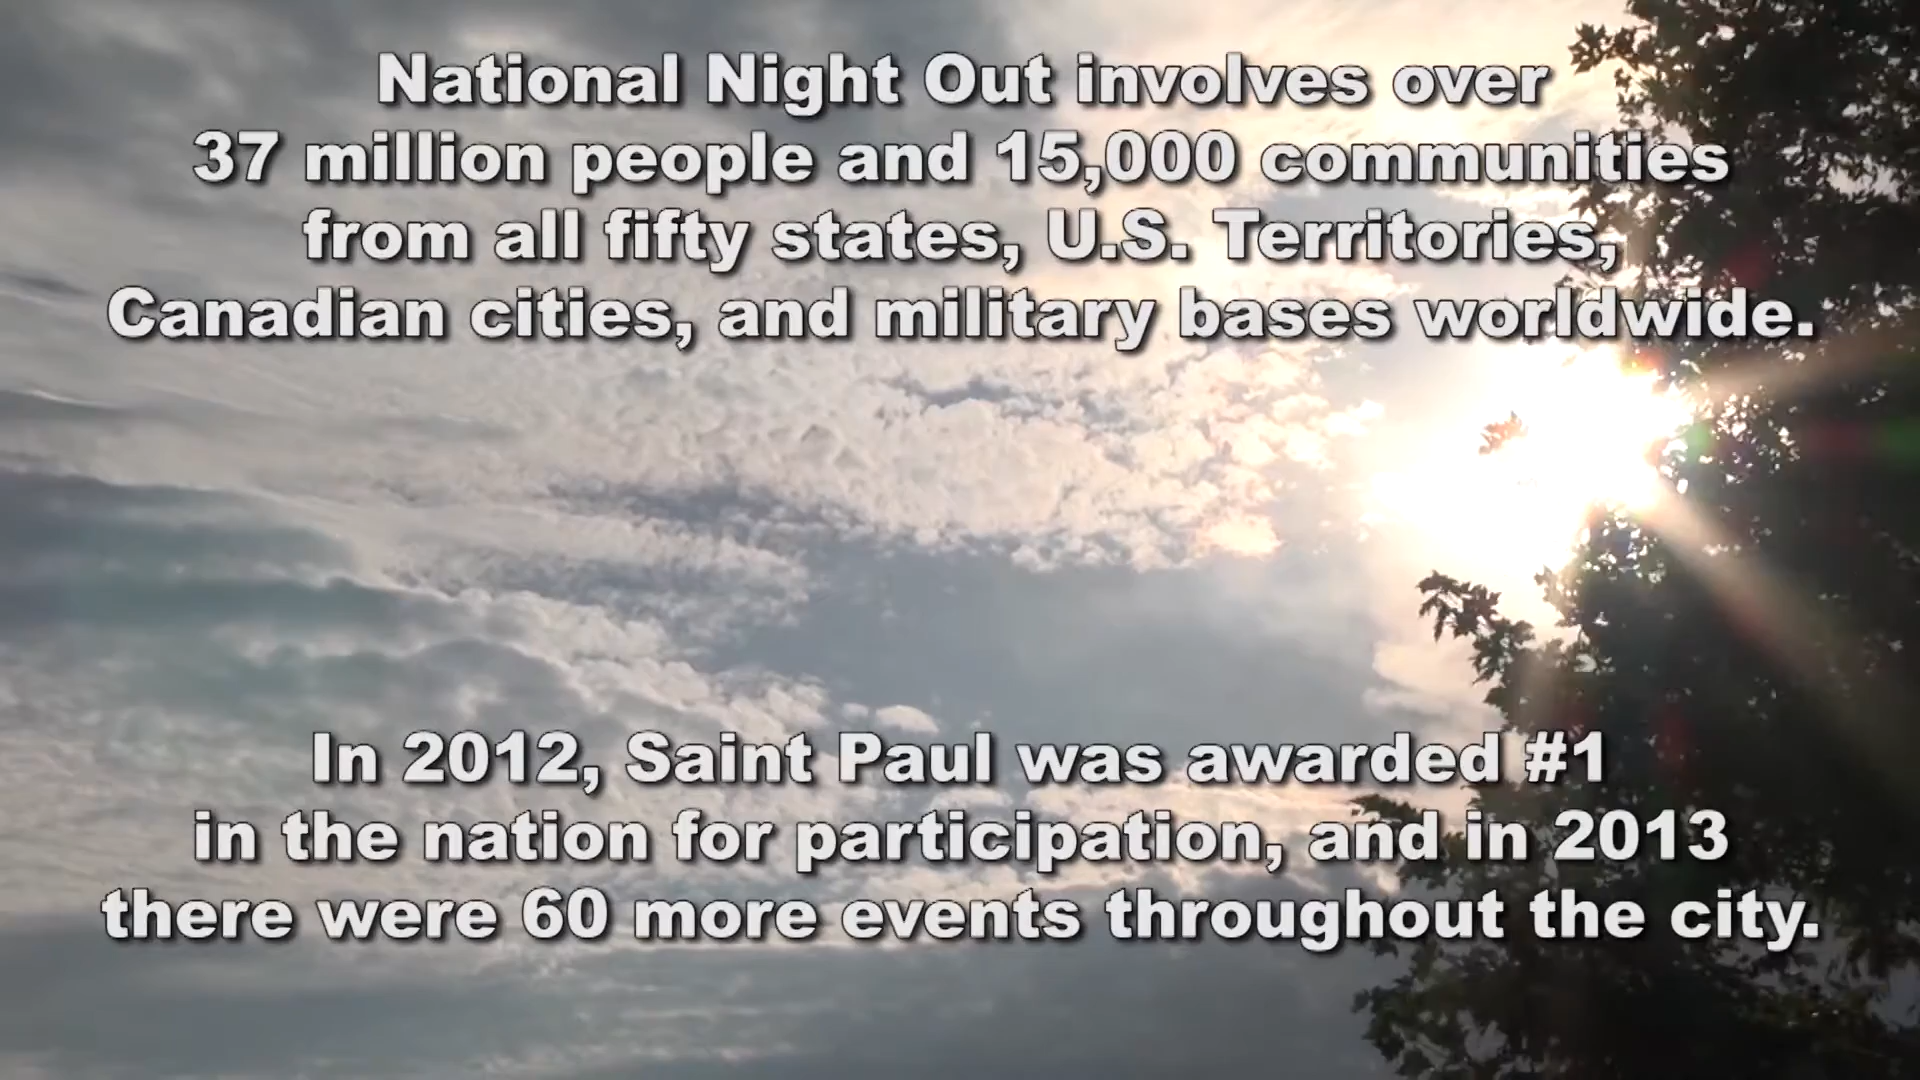 National Night Out involves over
37 million people and 15,000 communities
from all fifty states, U.S. Territories,
Canadian cities, and military bases worldwide.
In 2012, Saint Paul was awarded #1
in the nation for participation, and in 2013
there were 60 more events throughout the city.